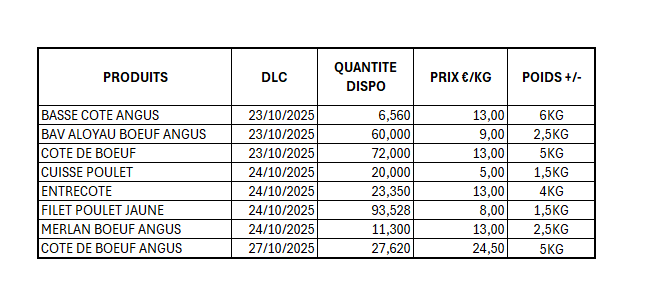 PRODUITS DLC QUANTITE DISPO PRIX €/KG POIDS +/-
BASSE COTE ANGUS 23/10/2025 6,560 13,00 6KG
BAV ALOYAU BOEUF ANGUS 23/10/2025 60,000 9,00 2,5KG
COTE DE BOEUF 23/10/2025 72,000 13,00 5KG
CUISSE POULET 24/10/2025 20,000 5,00 1,5KG
ENTRECOTE 24/10/2025 23,350 13,00 4KG
FILET POULET JAUNE 24/10/2025 93,528 8,00 1,5KG
MERLAN BOEUF ANGUS 24/10/2025 11,300 13,00 2,5KG
COTE DE BOEUF ANGUS 27/10/2025 27,620 24,50 5KG